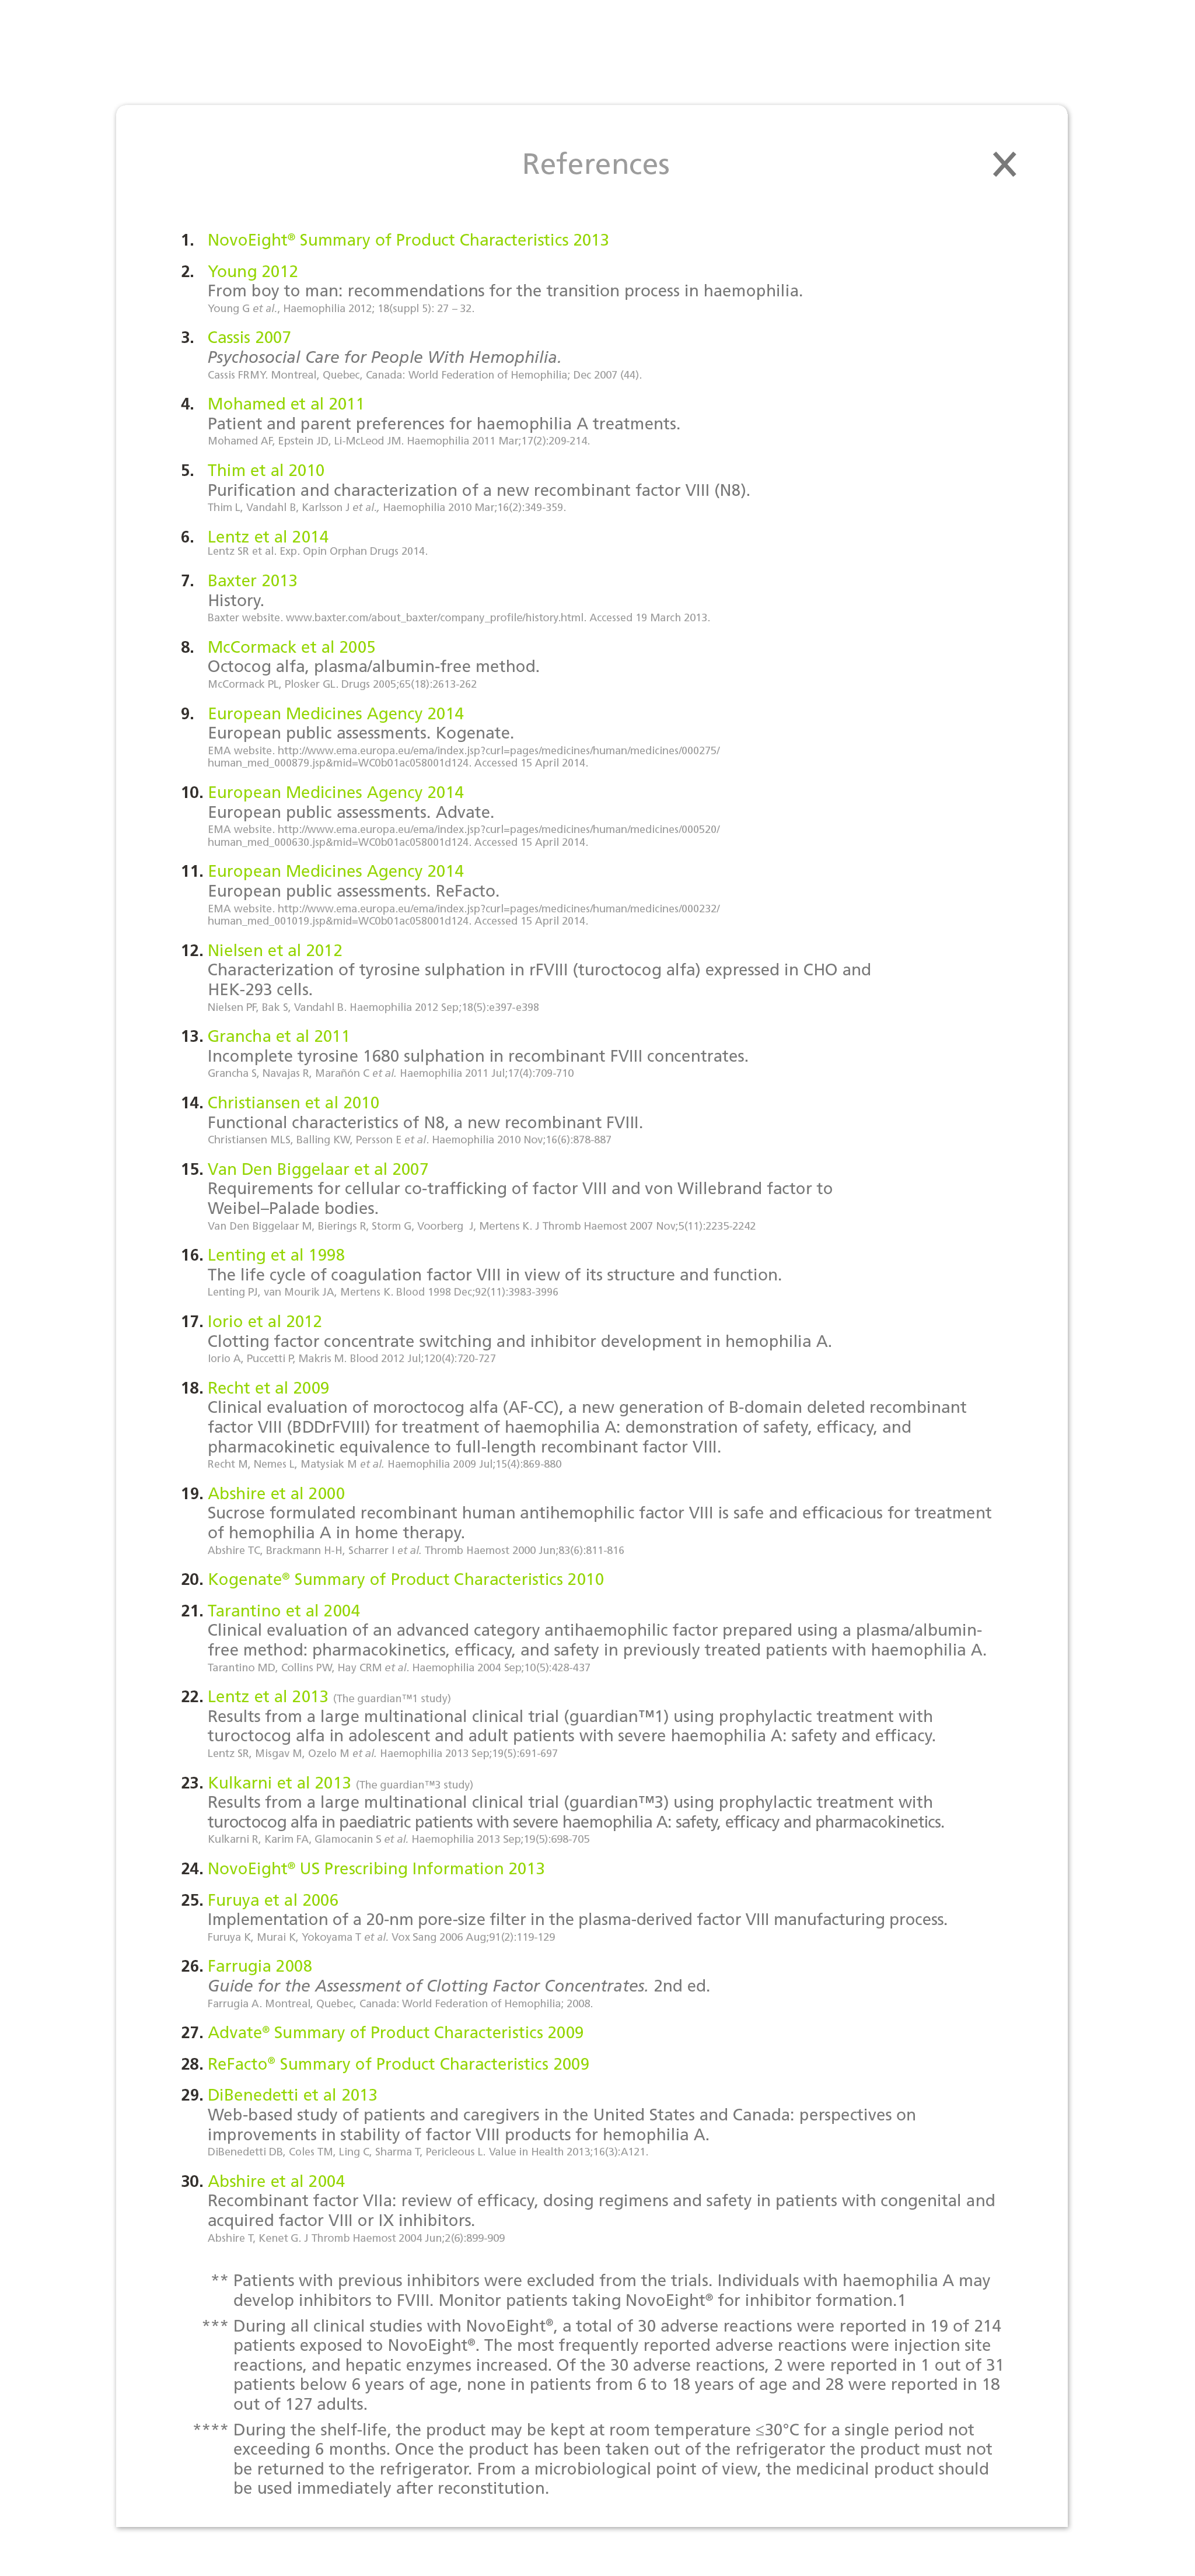 References
1. NovoEight® Summary of Product Characteristics 2013
2. Young 2012
From boy to man: recommendations for the transition process in haemophilia.
Young G et al., Haemophilia 2012; 18(suppl 5): 27 – 32.
3. Cassis 2007
Psychosocial Care for People With Hemophilia.
Cassis FRMY. Montreal, Quebec, Canada: World Federation of Hemophilia; Dec 2007 (44).
4. Mohamed et al 2011
Patient and parent preferences for haemophilia A treatments.
Mohamed AF, Epstein JD, Li-McLeod JM. Haemophilia 2011 Mar;17(2):209-214.
5. Thim et al 2010
Purification and characterization of a new recombinant factor VIII (N8).
Thim L, Vandahl B, Karlsson J et al., Haemophilia 2010 Mar;16(2):349-359.
6. Lentz et al 2014
Lentz SR et al. Exp. Opin Orphan Drugs 2014.
7. Baxter 2013
History.
Baxter website. www.baxter.com/about_baxter/company_profile/history.html. Accessed 19 March 2013.
8. McCormack et al 2005
Octocog alfa, plasma/albumin-free method.
McCormack PL, Plosker GL. Drugs 2005;65(18):2613-262
9. European Medicines Agency 2014
European public assessments. Kogenate.
EMA website. http://www.ema.europa.eu/ema/index.jsp?curl=pages/medicines/human/medicines/000275/
human_med_000879.jsp&mid=WC0b01ac058001d124. Accessed 15 April 2014.
10. European Medicines Agency 2014
European public assessments. Advate.
EMA website. http://www.ema.europa.eu/ema/index.jsp?curl=pages/medicines/human/medicines/000520/
human_med_000630.jsp&mid=WC0b01ac058001d124. Accessed 15 April 2014.
11. European Medicines Agency 2014
European public assessments. ReFacto.
EMA website. http://www.ema.europa.eu/ema/index.jsp?curl=pages/medicines/human/medicines/000232/
human_med_001019.jsp&mid=WC0b01ac058001d124. Accessed 15 April 2014.
12. Nielsen et al 2012
Characterization of tyrosine sulphation in rFVIII (turoctocog alfa) expressed in CHO and
HEK-293 cells.
Nielsen PF, Bak S, Vandahl B. Haemophilia 2012 Sep;18(5):e397-e398
13. Grancha et al 2011
Incomplete tyrosine 1680 sulphation in recombinant FVIII concentrates.
Grancha S, Navajas R, Marañón C et al. Haemophilia 2011 Jul;17(4):709-710
14. Christiansen et al 2010
Functional characteristics of N8, a new recombinant FVIII.
Christiansen MLS, Balling KW, Persson E et al. Haemophilia 2010 Nov;16(6):878-887
15. Van Den Biggelaar et al 2007
Requirements for cellular co-trafficking of factor VIII and von Willebrand factor to
Weibel–Palade bodies.
Van Den Biggelaar M, Bierings R, Storm G, Voorberg J, Mertens K. J Thromb Haemost 2007 Nov;5(11):2235-2242
16. Lenting et al 1998
The life cycle of coagulation factor VIII in view of its structure and function.
Lenting PJ, van Mourik JA, Mertens K. Blood 1998 Dec;92(11):3983-3996
17. Iorio et al 2012
Clotting factor concentrate switching and inhibitor development in hemophilia A.
Iorio A, Puccetti P, Makris M. Blood 2012 Jul;120(4):720-727
18. Recht et al 2009
Clinical evaluation of moroctocog alfa (AF-CC), a new generation of B-domain deleted recombinant
factor VIII (BDDrFVIII) for treatment of haemophilia A: demonstration of safety, efficacy, and
pharmacokinetic equivalence to full-length recombinant factor VIII.
Recht M, Nemes L, Matysiak M et al. Haemophilia 2009 Jul;15(4):869-880
19. Abshire et al 2000
Sucrose formulated recombinant human antihemophilic factor VIII is safe and efficacious for treatment
of hemophilia A in home therapy.
Abshire TC, Brackmann H-H, Scharrer I et al. Thromb Haemost 2000 Jun;83(6):811-816
20. Kogenate® Summary of Product Characteristics 2010
21. Tarantino et al 2004
Clinical evaluation of an advanced category antihaemophilic factor prepared using a plasma/albumin-
free method: pharmacokinetics, efficacy, and safety in previously treated patients with haemophilia A.
Tarantino MD, Collins PW, Hay CRM et al. Haemophilia 2004 Sep;10(5):428-437
22. Lentz et al 2013 (The guardian™1 study)
Results from a large multinational clinical trial (guardian™1) using prophylactic treatment with
turoctocog alfa in adolescent and adult patients with severe haemophilia A: safety and efficacy.
Lentz SR, Misgav M, Ozelo M et al. Haemophilia 2013 Sep;19(5):691-697
23. Kulkarni et al 2013 (The guardian™3 study)
Results from a large multinational clinical trial (guardian™3) using prophylactic treatment with
turoctocog alfa in paediatric patients with severe haemophilia A: safety, efficacy and pharmacokinetics.
Kulkarni R, Karim FA, Glamocanin S et al. Haemophilia 2013 Sep;19(5):698-705
24. NovoEight® US Prescribing Information 2013
25. Furuya et al 2006
Implementation of a 20-nm pore-size filter in the plasma-derived factor VIII manufacturing process.
Furuya K, Murai K, Yokoyama T et al. Vox Sang 2006 Aug;91(2):119-129
26. Farrugia 2008
Guide for the Assessment of Clotting Factor Concentrates. 2nd ed.
Farrugia A. Montreal, Quebec, Canada: World Federation of Hemophilia; 2008.
27. Advate® Summary of Product Characteristics 2009
28. ReFacto® Summary of Product Characteristics 2009
29. DiBenedetti et al 2013
Web-based study of patients and caregivers in the United States and Canada: perspectives on
improvements in stability of factor VIII products for hemophilia A.
DiBenedetti DB, Coles TM, Ling C, Sharma T, Pericleous L. Value in Health 2013;16(3):A121.
30. Abshire et al 2004
Recombinant factor VIIa: review of efficacy, dosing regimens and safety in patients with congenital and
acquired factor VIII or IX inhibitors.
Abshire T, Kenet G. J Thromb Haemost 2004 Jun;2(6):899-909
** Patients with previous inhibitors were excluded from the trials. Individuals with haemophilia A may
develop inhibitors to FVIII. Monitor patients taking NovoEight® for inhibitor formation.1
*** During all clinical studies with NovoEight®, a total of 30 adverse reactions were reported in 19 of 214
patients exposed to NovoEight®. The most frequently reported adverse reactions were injection site
reactions, and hepatic enzymes increased. Of the 30 adverse reactions, 2 were reported in 1 out of 31
patients below 6 years of age, none in patients from 6 to 18 years of age and 28 were reported in 18
out of 127 adults.
**** During the shelf-life, the product may be kept at room temperature ≤30°C for a single period not
exceeding 6 months. Once the product has been taken out of the refrigerator the product must not
be returned to the refrigerator. From a microbiological point of view, the medicinal product should
be used immediately after reconstitution.